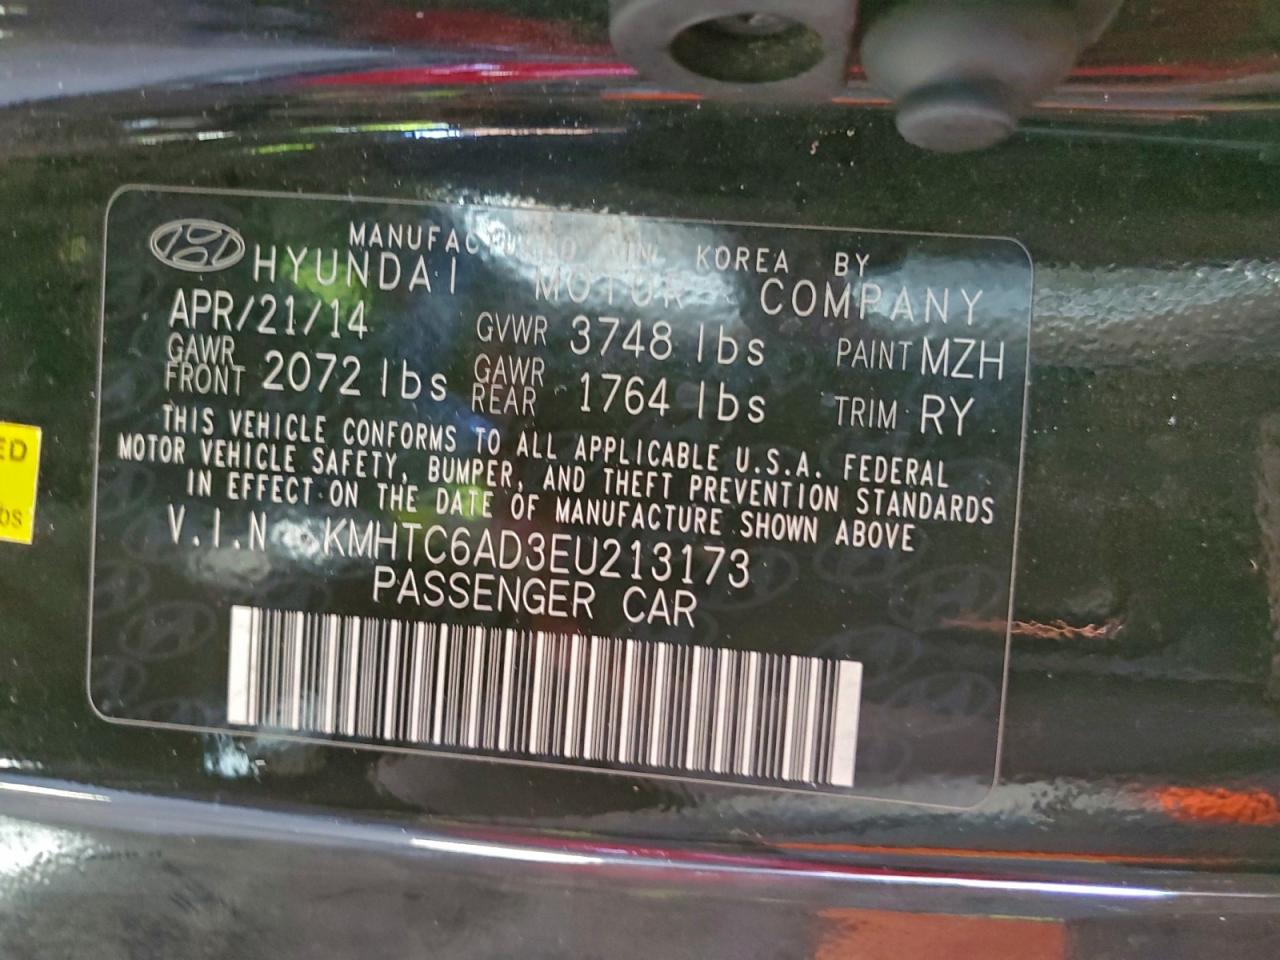 MANUFACTURED IN KOREA BY
HYUNDAI MOTOR COMPANY
APR/21/14 GVWR 3748 lbs PAINT MZH
GAWR FRONT 2072 lbs GAWR REAR 1764 lbs TRIM RY
THIS VEHICLE CONFORMS TO ALL APPLICABLE U.S.A. FEDERAL
MOTOR VEHICLE SAFETY, BUMPER, AND THEFT PREVENTION STANDARDS
IN EFFECT ON THE DATE OF MANUFACTURE SHOWN ABOVE
V.I.N KMHTC6AD3EU213173
PASSENGER CAR